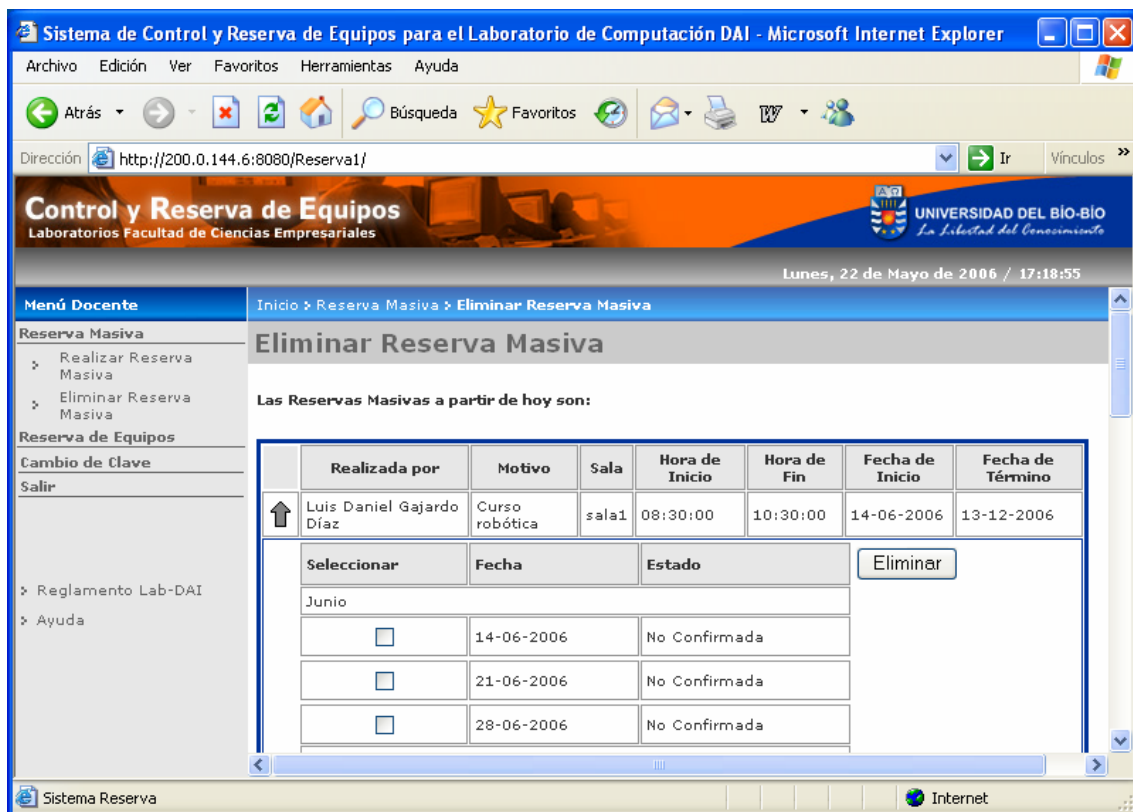 Sistema de Control y Reserva de Equipos para el Laboratorio de Computación DAI - Microsoft Internet Explorer
Archivo Edición Ver Favoritos Herramientas Ayuda
Atrás Búsqueda Favoritos
Dirección http://200.0.144.6:8080/Reserva1/ Ir Vínculos »
Control y Reserva de Equipos
Laboratorios Facultad de Ciencias Empresariales
UNIVERSIDAD DEL BÍO-BÍO
La Libertad del Conocimiento
Lunes, 22 de Mayo de 2006 / 17:18:55
Menú Docente
Reserva Masiva
Realizar Reserva
Masiva
Eliminar Reserva
Masiva
Reserva de Equipos
Cambio de Clave
Salir
Reglamento Lab-DAI
Ayuda
Inicio > Reserva Masiva > Eliminar Reserva Masiva
Eliminar Reserva Masiva
Las Reservas Masivas a partir de hoy son:
Realizada por Motivo Sala Hora de Inicio Hora de Fin Fecha de Inicio Fecha de Término
Luis Daniel Gajardo Díaz Curso robótica sala1 08:30:00 10:30:00 14-06-2006 13-12-2006
Seleccionar Fecha Estado Eliminar
Junio
14-06-2006 No Confirmada
21-06-2006 No Confirmada
28-06-2006 No Confirmada
Sistema Reserva Internet